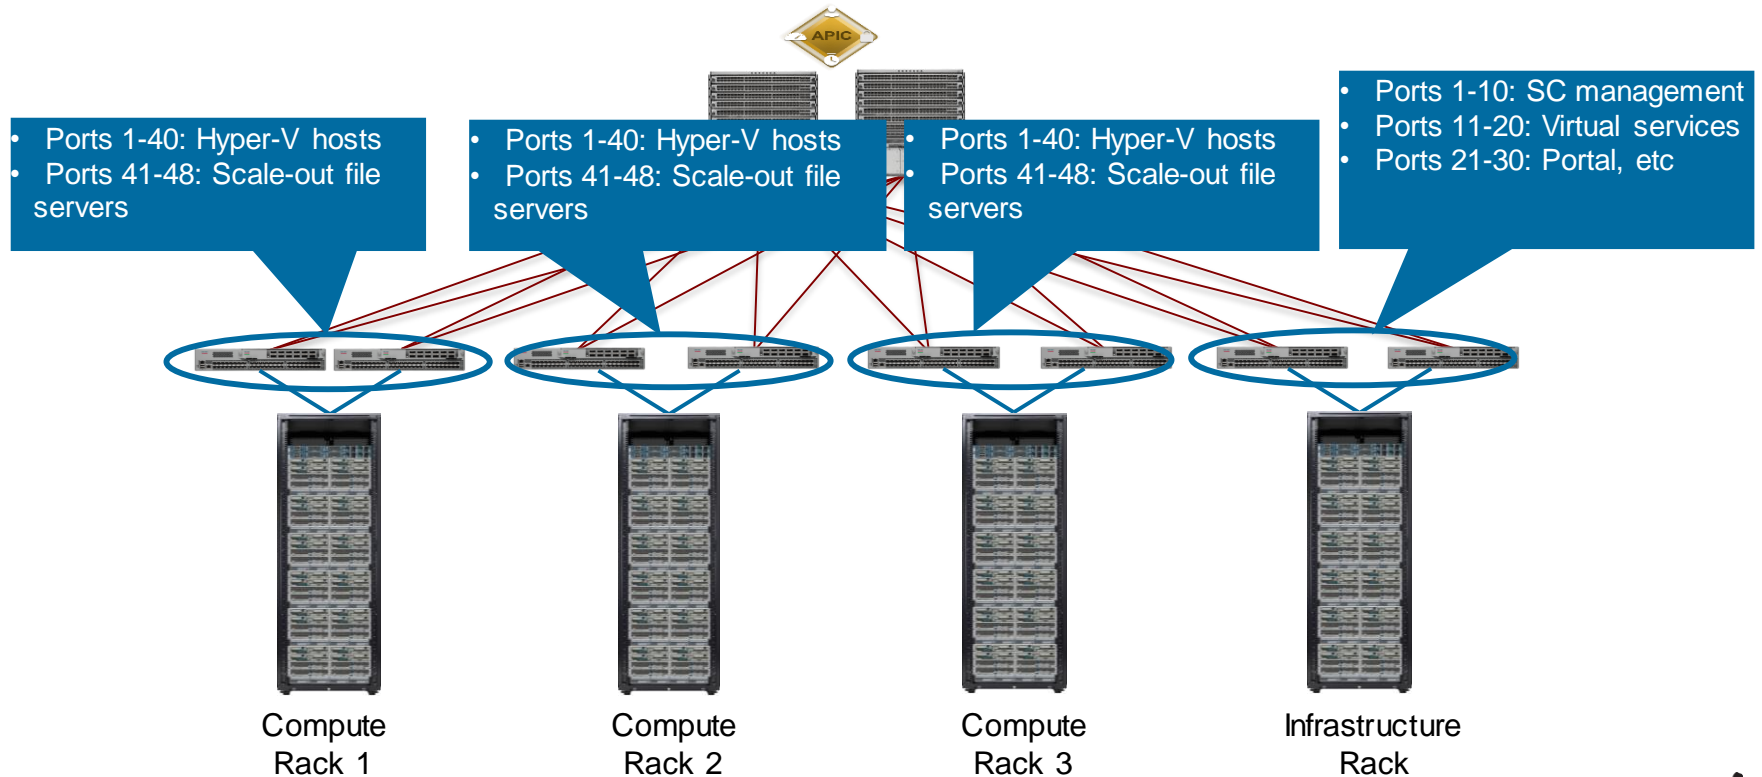 APIC
• Ports 1-40: Hyper-V hosts
• Ports 41-48: Scale-out file
servers
• Ports 1-40: Hyper-V hosts
• Ports 41-48: Scale-out file
servers
• Ports 1-40: Hyper-V hosts
• Ports 41-48: Scale-out file
servers
• Ports 1-10: SC management
• Ports 11-20: Virtual services
• Ports 21-30: Portal, etc
Compute
Rack 1
Compute
Rack 2
Compute
Rack 3
Infrastructure
Rack